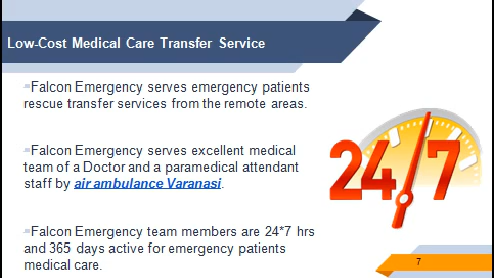 Low-Cost Medical Care Transfer Service
Falcon Emergency serves emergency patients
rescue transfer services from the remote areas.
Falcon Emergency serves excellent medical
team of a Doctor and a paramedical attendant
staff by air ambulance Varanasi.
Falcon Emergency team members are 24*7 hrs
and 365 days active for emergency patients
medical care.
24/7
7